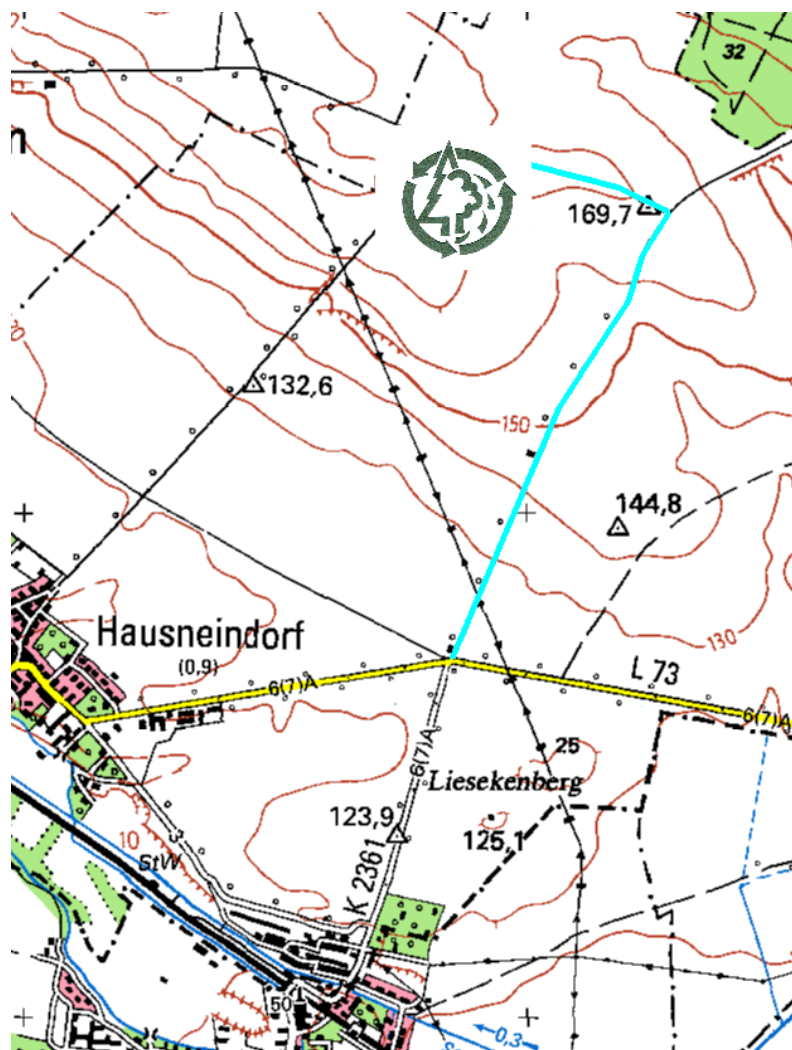 32
n
169,7
132,6
150
144,8
130
Hausneindorf
(0,9)
6(7)A
L 73
6(7)A
6(7)A
25
Liesekenberg
123,9
125,1
10
StW
K 2361
50
0,3